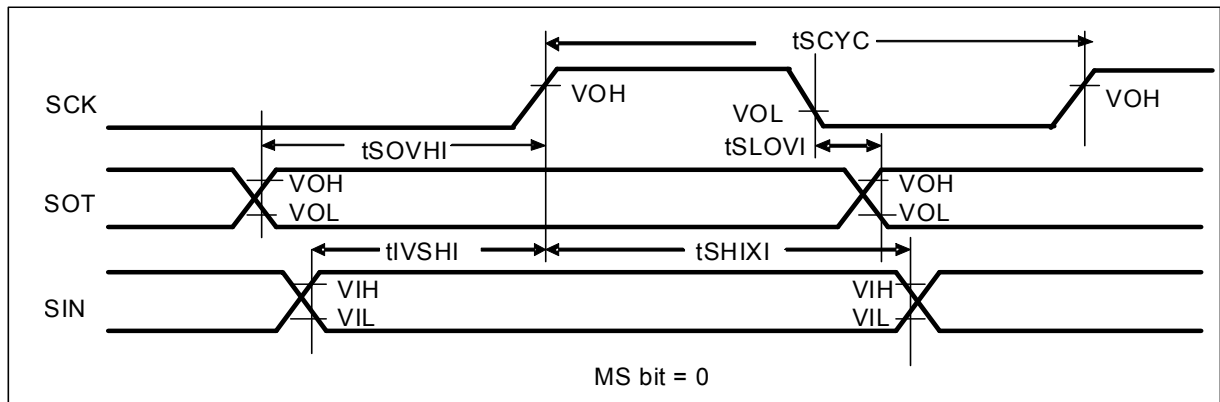 tSCYC
SCK
VOH
VOL
VOH
tSOVHI
tSLOVI
SOT
VOH
VOL
VOH
VOL
tIVSHI
tSHIXI
SIN
VIH
VIL
VIH
VIL
MS bit = 0